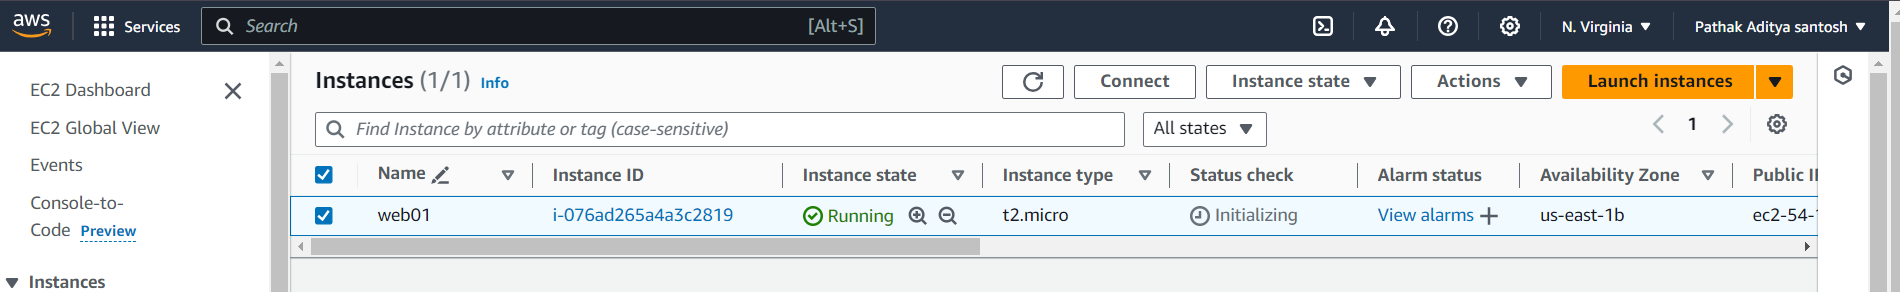 aws Services Search [Alt+S] N. Virginia Pathak Aditya santosh
EC2 Dashboard
EC2 Global View
Events
Console-to-
Code Preview
Instances
Instances (1/1) Info Connect Instance state Actions Launch instances
Find Instance by attribute or tag (case-sensitive) All states 1
Name Instance ID Instance state Instance type Status check Alarm status Availability Zone Public I
web01 i-076ad265a4a3c2819 Running t2.micro Initializing View alarms + us-east-1b ec2-54-